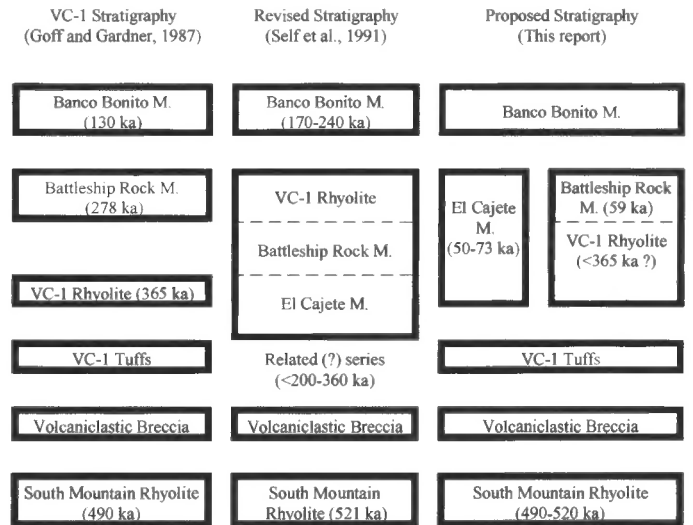 VC-1 Stratigraphy
(Goff and Gardner, 1987)
Revised Stratigraphy
(Self et al., 1991)
Proposed Stratigraphy
(This report)
Banco Bonito M.
(130 ka)
Banco Bonito M.
(170-240 ka)
Banco Bonito M.
Battleship Rock M.
(278 ka)
VC-1 Rhyolite
Battleship Rock M.
El Cajete M.
El Cajete
M.
(50-73 ka)
Battleship Rock
M. (59 ka)
VC-1 Rhyolite
(<365 ka ?)
VC-1 Rhyolite (365 ka)
VC-1 Tuffs
Related (?) series
(<200-360 ka)
VC-1 Tuffs
Volcaniclastic Breccia
Volcaniclastic Breccia
Volcaniclastic Breccia
South Mountain Rhyolite
(490 ka)
South Mountain
Rhyolite (521 ka)
South Mountain Rhyolite
(490-520 ka)